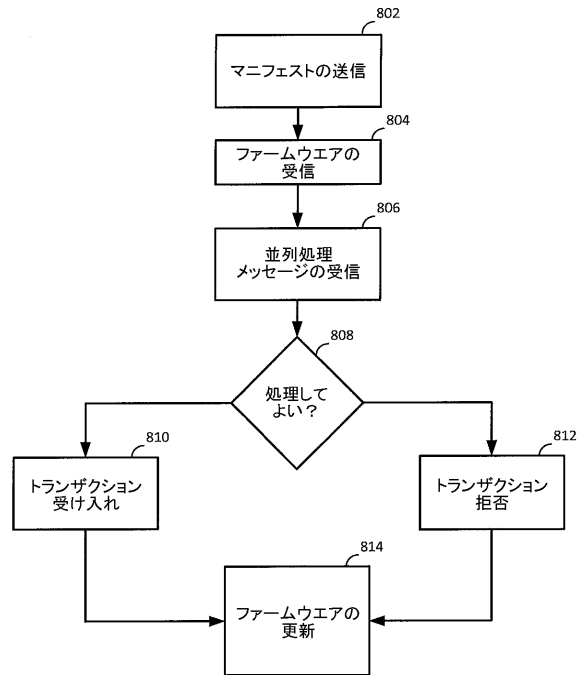 802
マニフェストの送信
804
ファームウエアの
受信
806
並列処理
メッセージの受信
808
処理して
よい？
810
トランザクション
受け入れ
812
トランザクション
拒否
814
ファームウエアの
更新